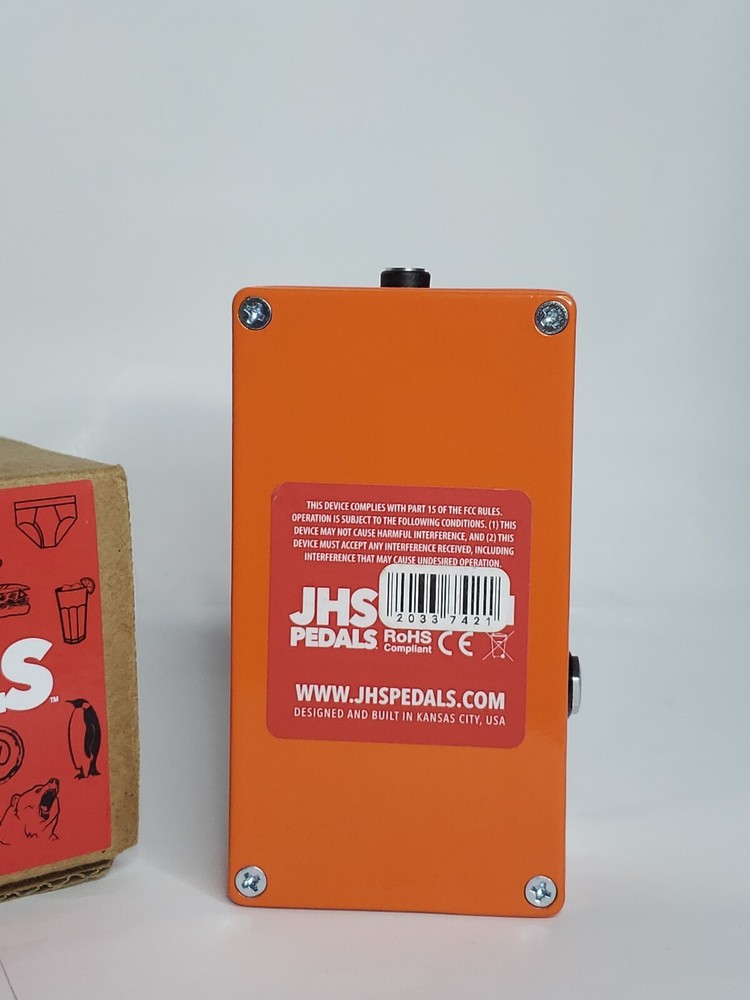 THIS DEVICE COMPLIES WITH PART 15 OF THE FCC RULES.
OPERATION IS SUBJECT TO THE FOLLOWING CONDITIONS. (1) THIS
DEVICE MAY NOT CAUSE HARMFUL INTERFERENCE, AND (2) THIS
DEVICE MUST ACCEPT ANY INTERFERENCE RECEIVED, INCLUDING
INTERFERENCE THAT MAY CAUSE UNDESIRED OPERATION.
JHS
PEDALS
20337421
RoHS
Compliant
CE
WWW.JHSPEDALS.COM
DESIGNED AND BUILT IN KANSAS CITY, USA
LS™